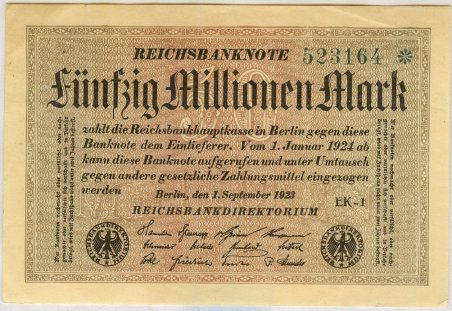 REICHSBANKNOTE 523164 *
Fünfzig Millionen Mark
zahlt die Reichsbankhauptkasse in Berlin gegen diese
Banknote dem Einlieferer. Vom 1. Januar 1924 ab
kann diese Banknote aufgerufen und unter Umtausch
gegen andere gesetzliche Zahlungsmittel eingezogen
werden
Berlin, den 1. September 1923
REICHSBANKDIREKTORIUM
EK-1
REICHSBANKDIREKTORIUM
REICHSBANKDIREKTORIUM